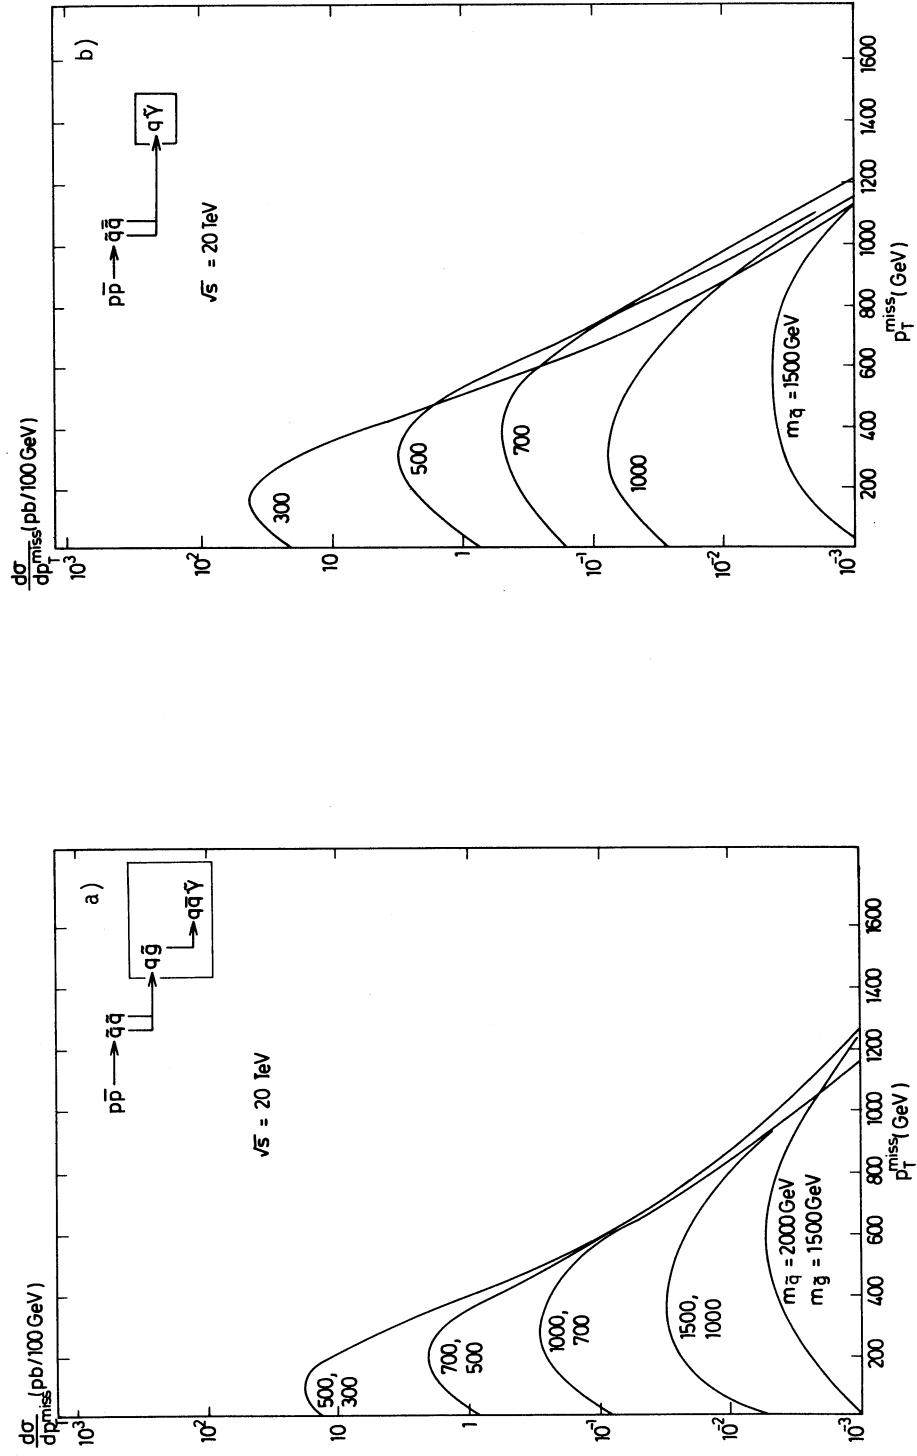 a)
dσ/dp_T^miss (pb/100 GeV)
10³
10²
10
1
10⁻¹
10⁻²
10⁻³
pp̅ → q̃q̃
qg̃
qq̅γ̃
√s = 20 TeV
500,
300
700,
500
1000,
700
1500,
1000
m_q̃ = 2000 GeV
m_g̃ = 1500 GeV
200 400 600 800 1000 1200 1400 1600
p_T^miss (GeV)
b)
dσ/dp_T^miss (pb/100 GeV)
10³
10²
10
1
10⁻¹
10⁻²
10⁻³
pp̅ → q̃q̃̅
qγ̃
√s = 20 TeV
300
500
700
1000
m_q̃ = 1500 GeV
200 400 600 800 1000 1200 1400 1600
p_T^miss (GeV)